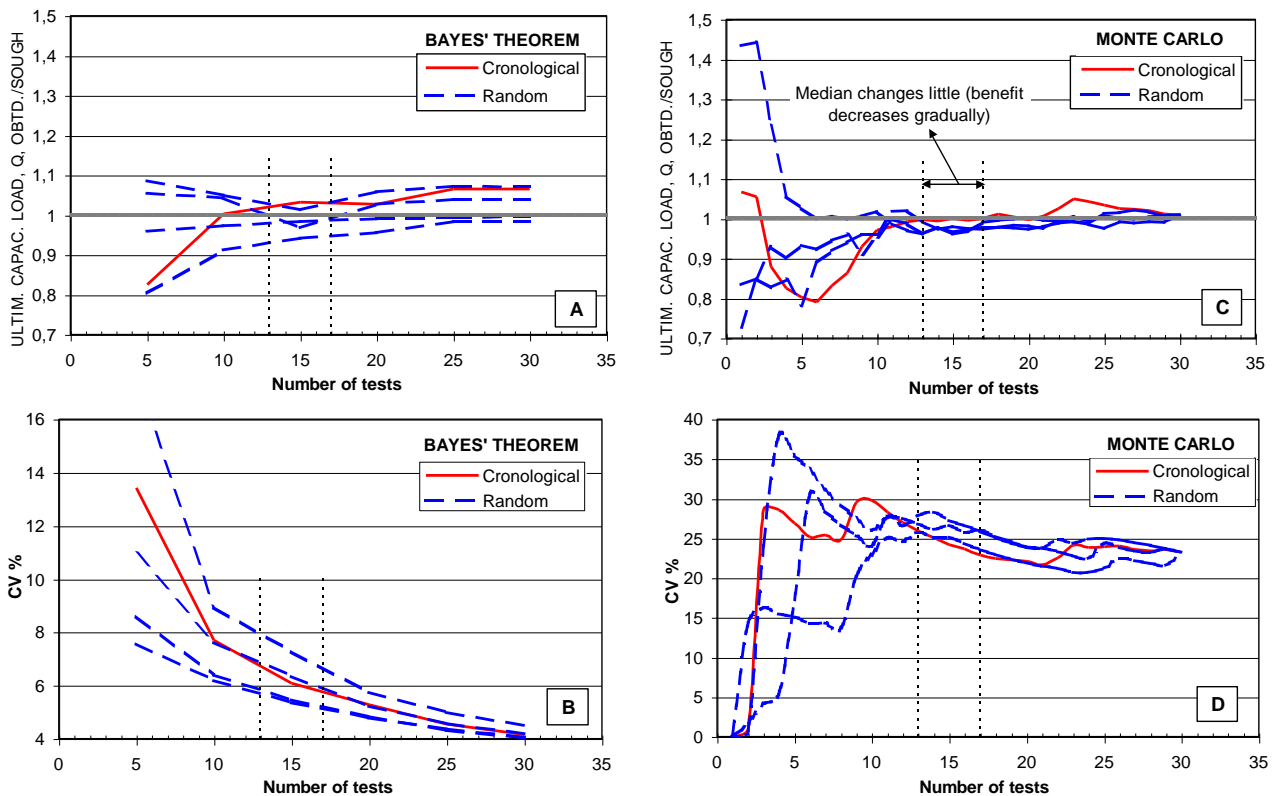 ULTIM. CAPAC. LOAD, Q, OBTD./SOUGH
1,5
1,4
1,3
1,2
1,1
1
0,9
0,8
0,7
BAYES' THEOREM
Cronological
Random
A
0 5 10 15 20 25 30 35
Number of tests
ULTIM. CAPAC. LOAD, Q, OBTD./SOUGH
1,5
1,4
1,3
1,2
1,1
1
0,9
0,8
0,7
MONTE CARLO
Cronological
Random
Median changes little (benefit
decreases gradually)
C
0 5 10 15 20 25 30 35
Number of tests
CV %
16
14
12
10
8
6
4
BAYES' THEOREM
Cronological
Random
B
0 5 10 15 20 25 30 35
Number of tests
CV %
40
35
30
25
20
15
10
5
0
MONTE CARLO
Cronological
Random
D
0 5 10 15 20 25 30 35
Number of tests